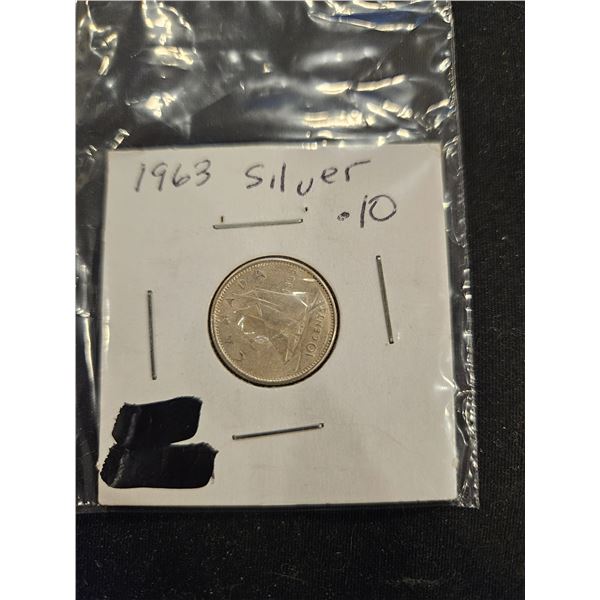 1963 Silver
.10
CANADA
10 CENTS